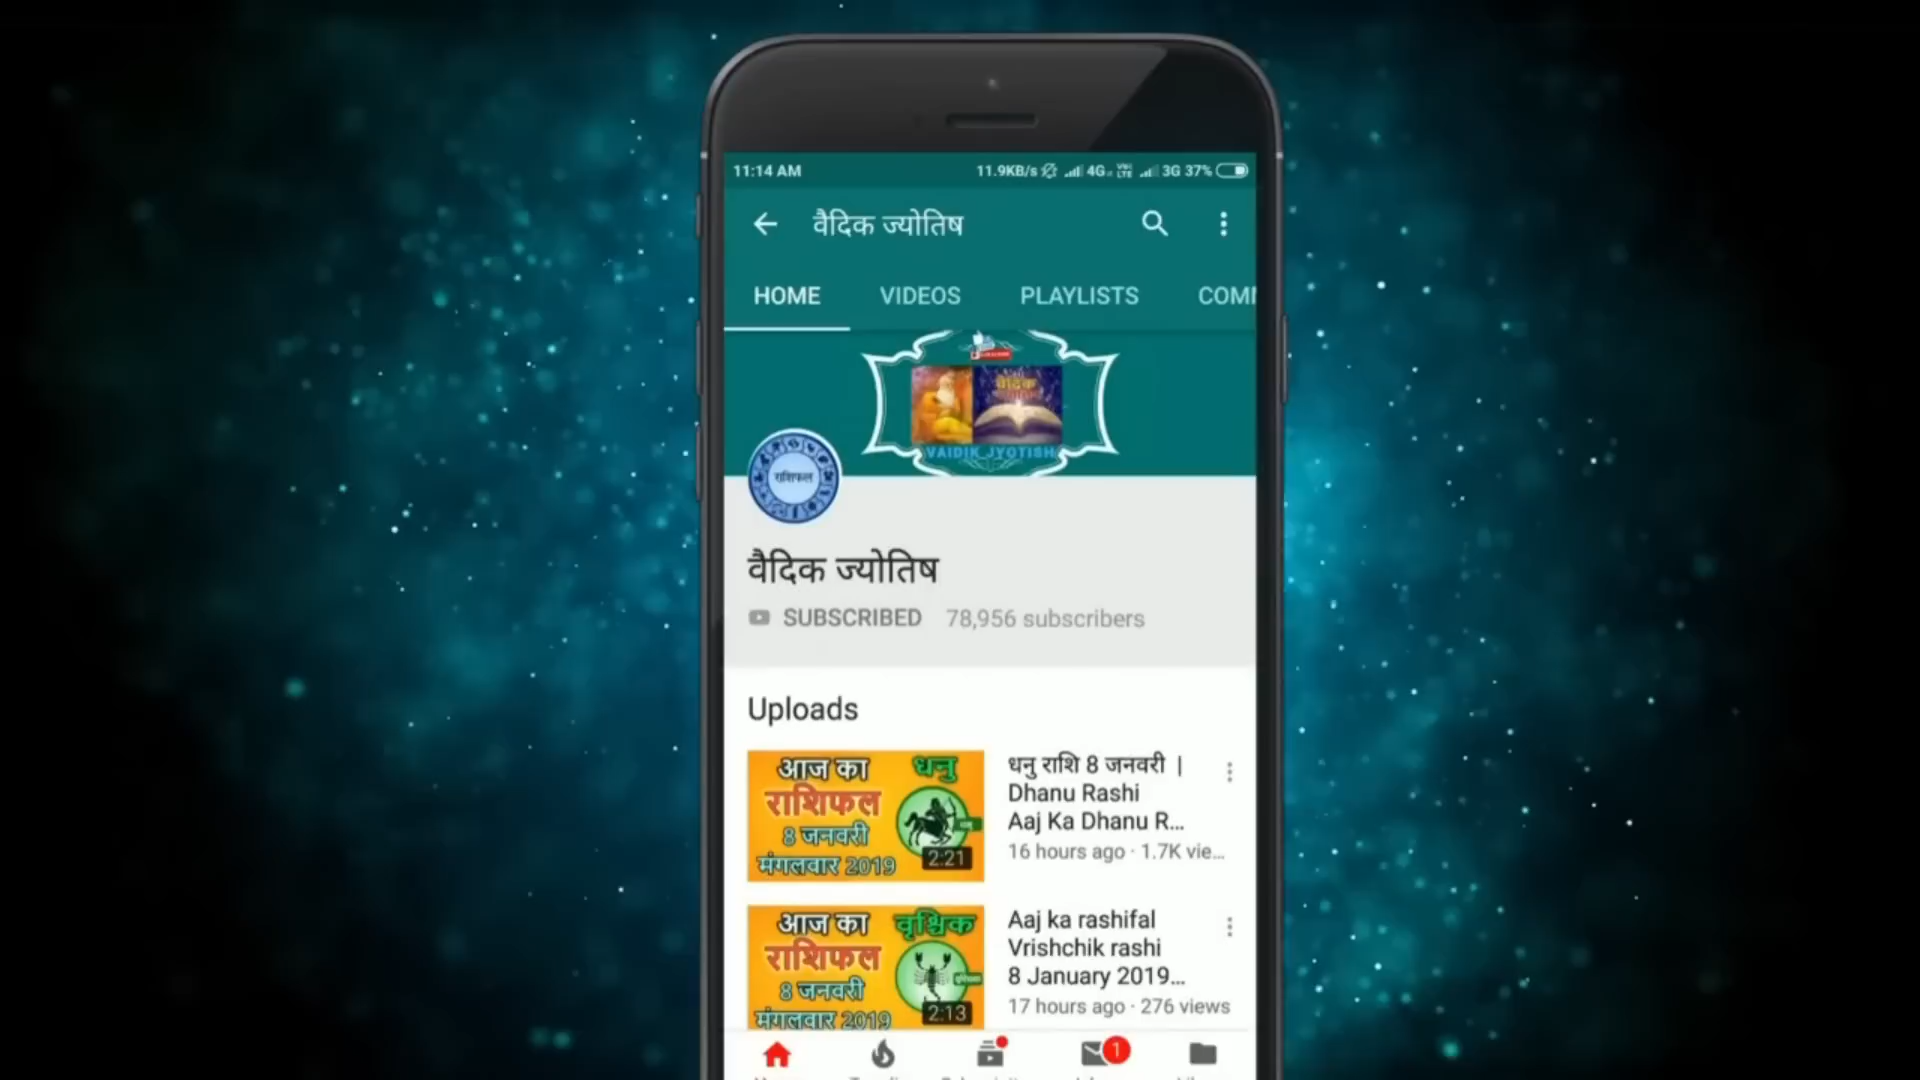 11:14 AM 11.9KB/s 4G 3G 37%
वैदिक ज्योतिष
HOME VIDEOS PLAYLISTS COM
वैदिक
VAIDIK JYOTISH
राशिफल
वैदिक ज्योतिष
SUBSCRIBED 78,956 subscribers
Uploads
आज का धनु
राशिफल
8 जनवरी
मंगलवार 2019
2:21
धनु राशि 8 जनवरी |
Dhanu Rashi
Aaj Ka Dhanu R...
16 hours ago · 1.7K vie...
आज का वृश्चिक
राशिफल
8 जनवरी
मंगलवार 2019
2:13
Aaj ka rashifal
Vrishchik rashi
8 January 2019...
17 hours ago · 276 views
1